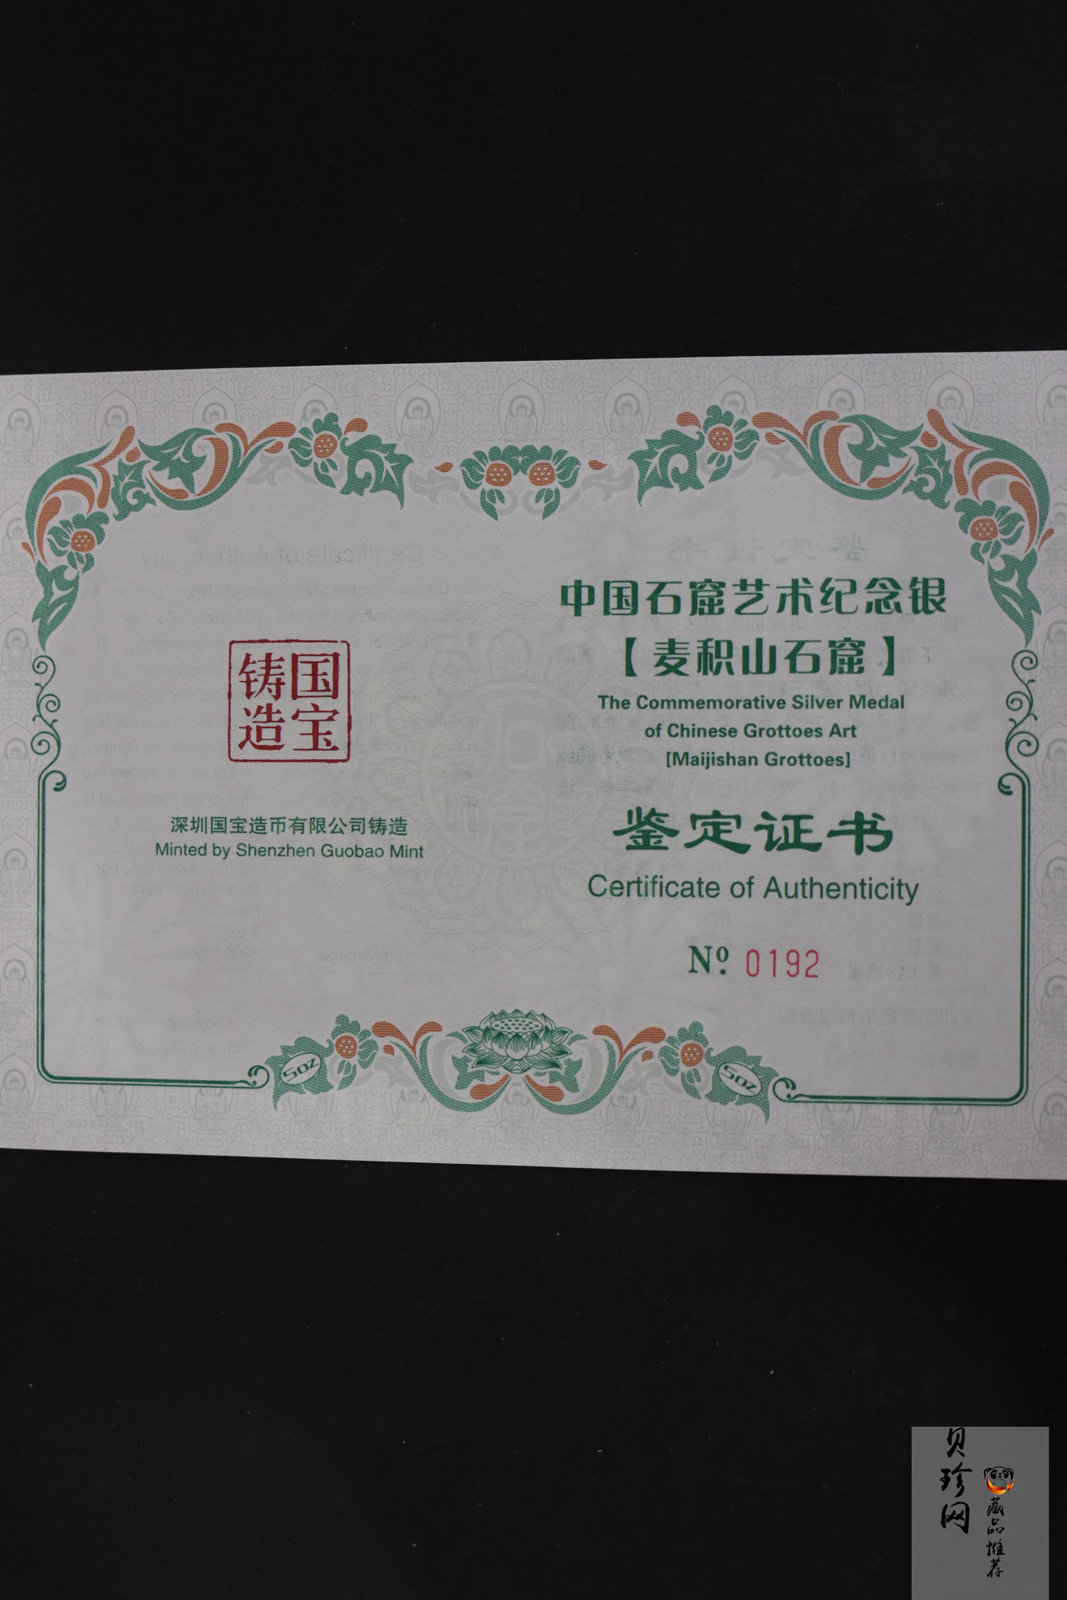 国宝
铸造
深圳国宝造币有限公司铸造
Minted by Shenzhen Guobao Mint
中国石窟艺术纪念银
【麦积山石窟】
The Commemorative Silver Medal
of Chinese Grottoes Art
[Maijishan Grottoes]
鉴定证书
Certificate of Authenticity
Nº. 0192
5oz
5oz
贝珍网
藏品推荐